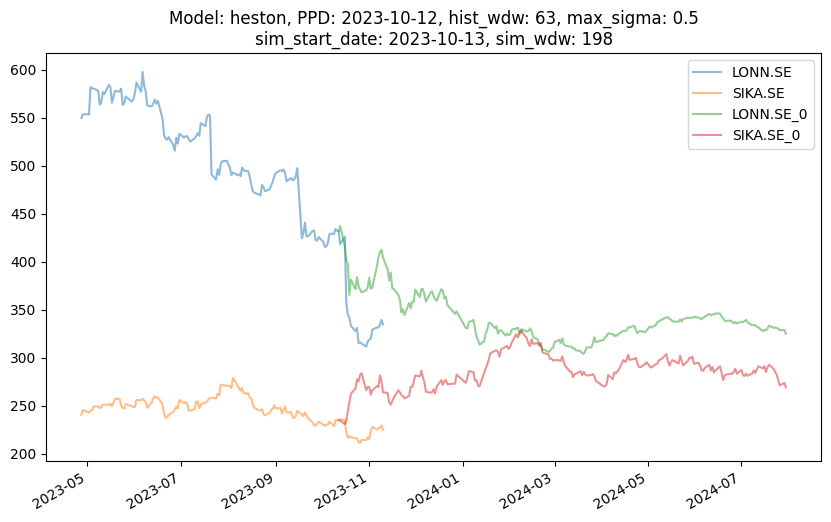 Model: heston, PPD: 2023-10-12, hist_wdw: 63, max_sigma: 0.5
sim_start_date: 2023-10-13, sim_wdw: 198
LONN.SE
SIKA.SE
LONN.SE_0
SIKA.SE_0
600
550
500
450
400
350
300
250
200
2023-05
2023-07
2023-09
2023-11
2024-01
2024-03
2024-05
2024-07